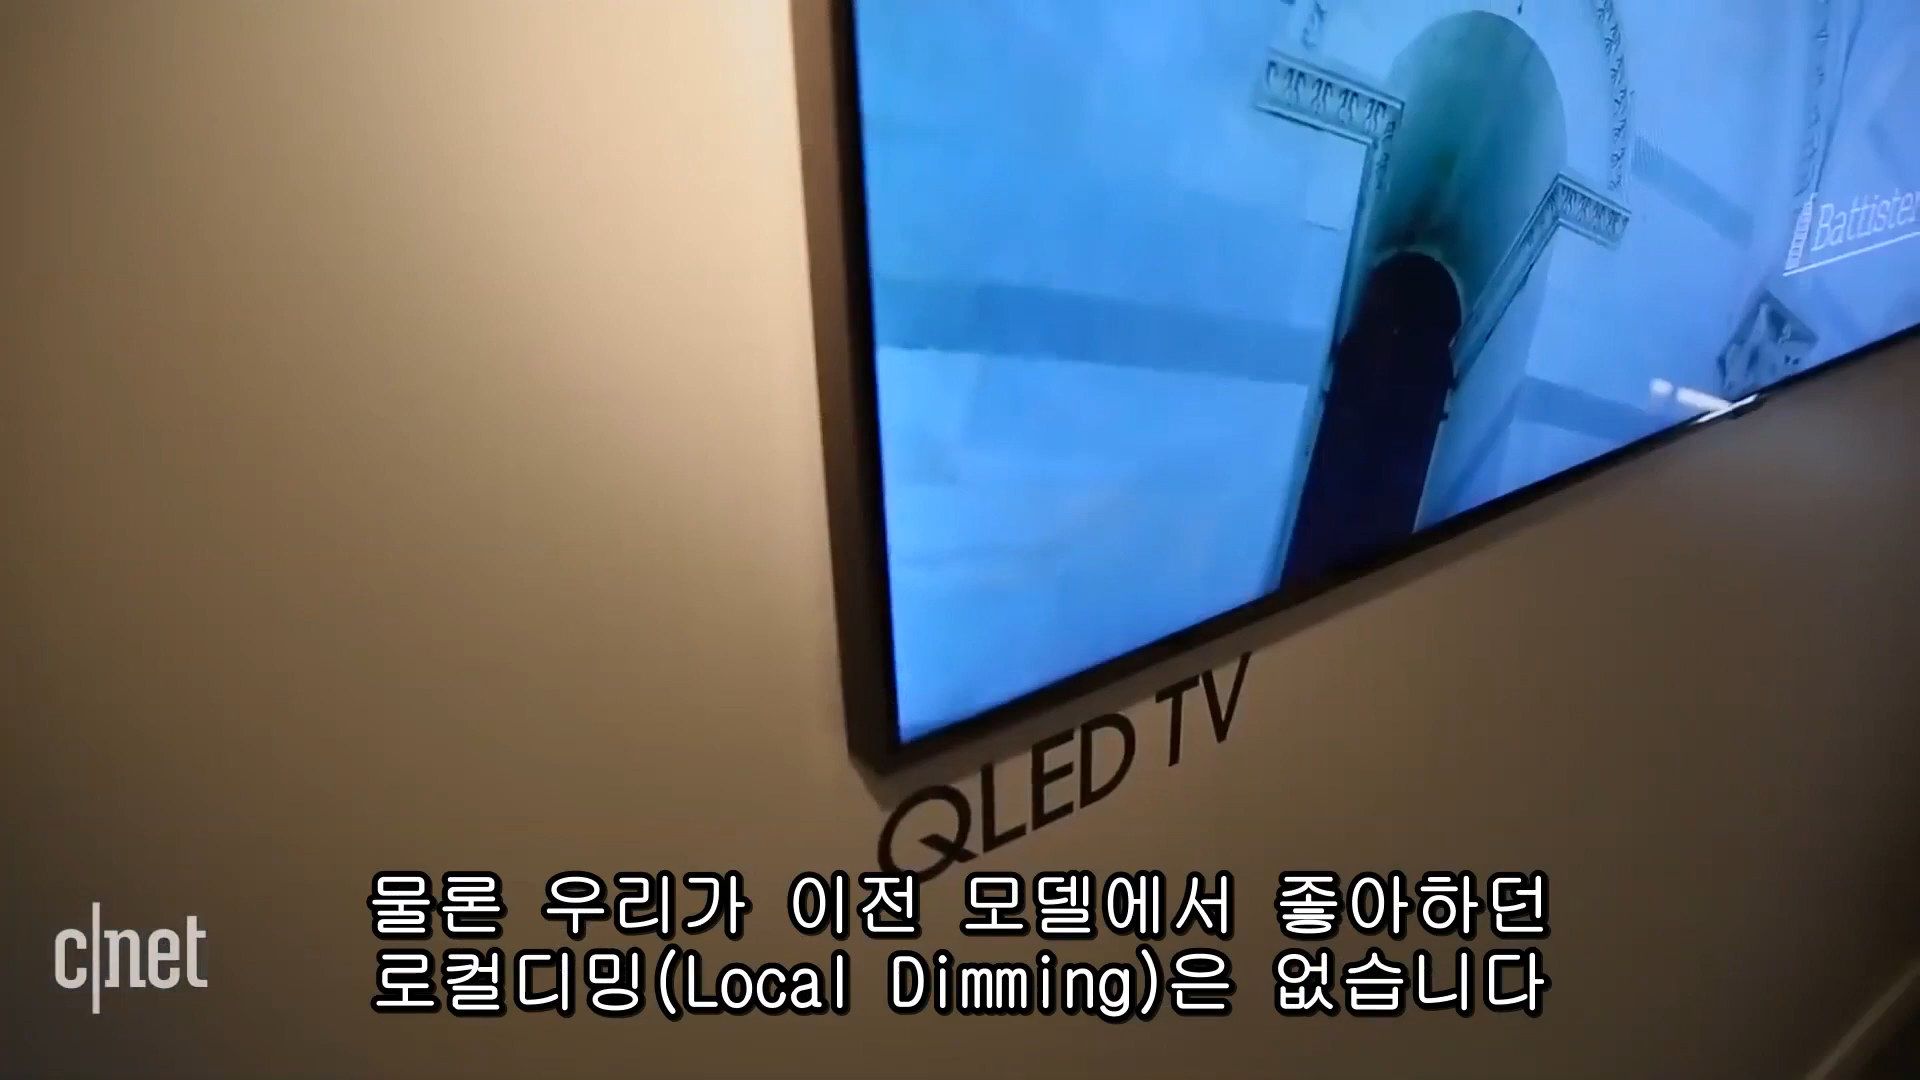 Battister
QLED TV
물론 우리가 이전 모델에서 좋아하던
로컬디밍(Local Dimming)은 없습니다
c|net